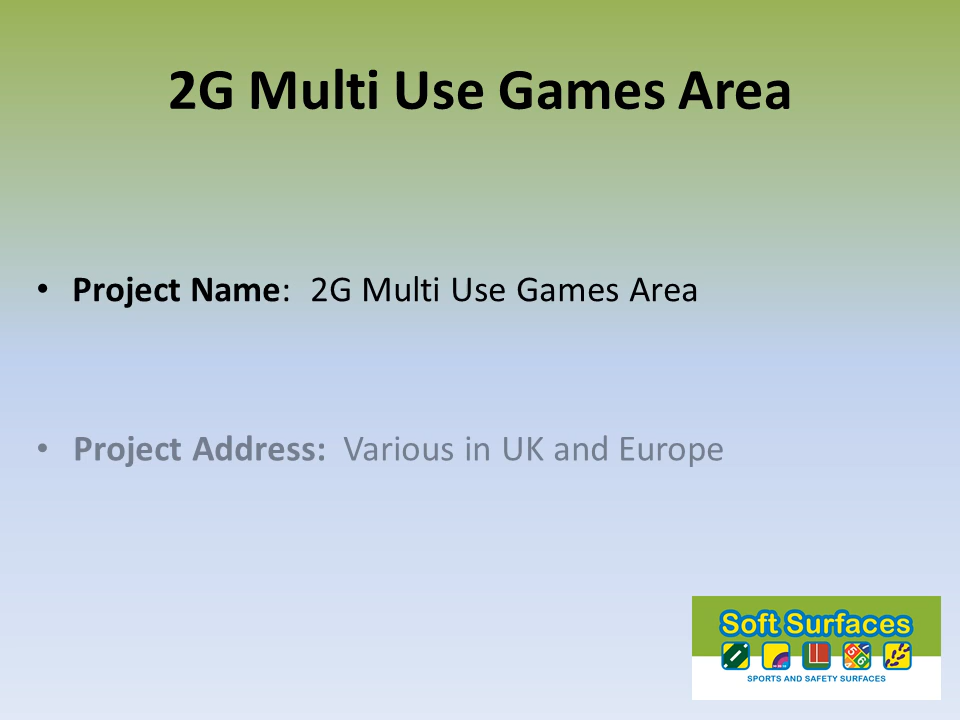 2G Multi Use Games Area
• Project Name: 2G Multi Use Games Area
• Project Address: Various in UK and Europe
Soft Surfaces
SPORTS AND SAFETY SURFACES